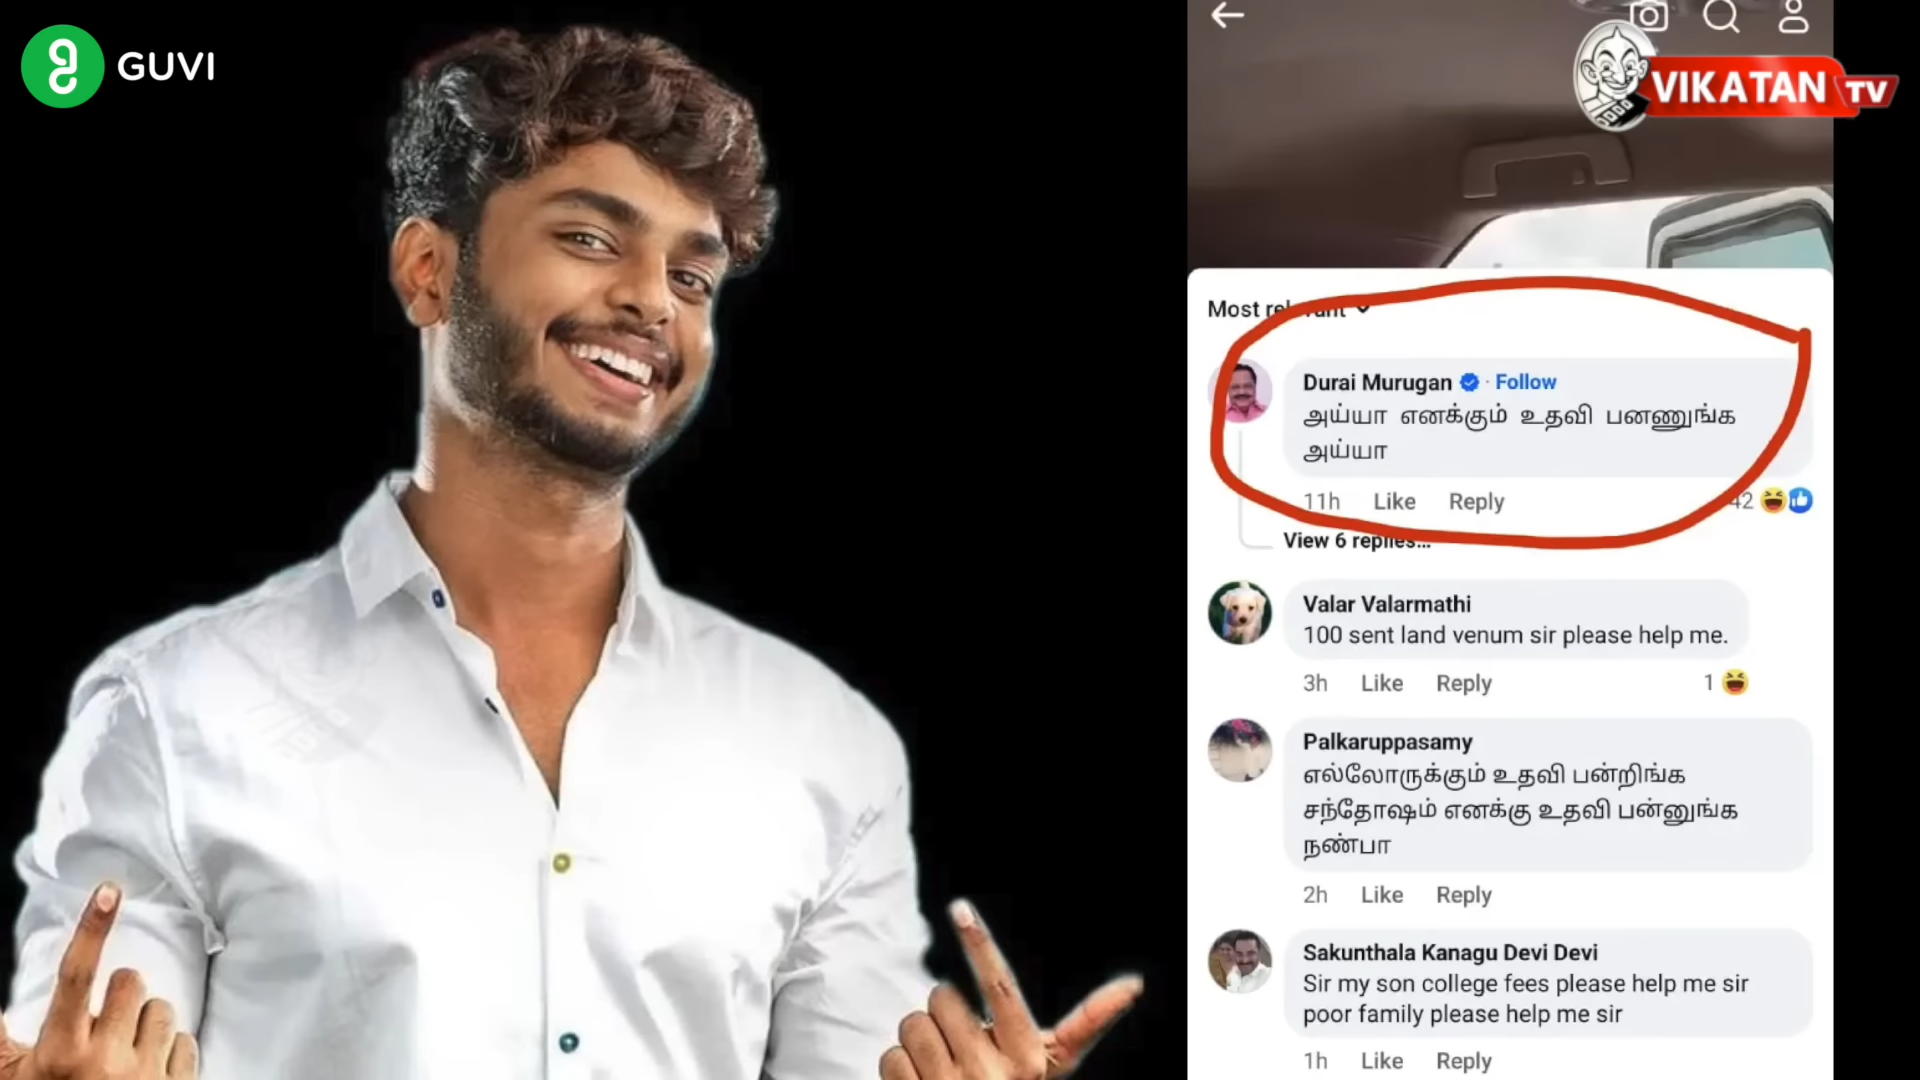 GUVI
VIKATAN TV
Most relevant
Durai Murugan · Follow
அய்யா எனக்கும் உதவி பனணுங்க
அய்யா
11h Like Reply 42
View 6 replies...
Valar Valarmathi
100 sent land venum sir please help me.
3h Like Reply 1
Palkaruppasamy
எல்லோருக்கும் உதவி பன்றிங்க
சந்தோஷம் எனக்கு உதவி பன்னுங்க
நண்பா
2h Like Reply
Sakunthala Kanagu Devi Devi
Sir my son college fees please help me sir
poor family please help me sir
1h Like Reply